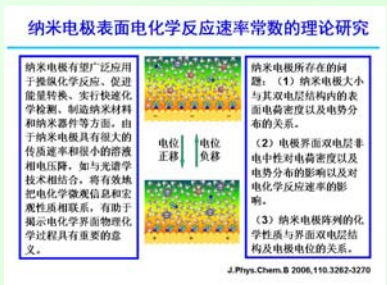 纳米电极表面电化学反应速率常数的理论研究
纳米电极有望广泛应用
于操纵化学反应、促进
能量转换、实行快速化
学检测、制造纳米材料
和纳米器件等方面。由
于纳米电极具有很大的
传质速率和很小的溶液
相电压降,如与光谱学
技术相结合,将有效地
把电化学微观信息和宏
观性质相联系,有助于
揭示电化学界面物理化
学过程具有重要的意
义。
电位 电位
正移 负移
纳米电极所存在的问
题:(1)纳米电极大小
与其双电层结构内的表
面电荷密度以及电势分
布的关系。
(2)电极界面双电层非
电中性对电荷密度以及
电势分布的影响以及对
电化学反应速率的影
响。
(3)纳米电极阵列的化
学性质与界面双电层结
构及电极电位的关系。
J.Phys.Chem.B 2006,110.3262-3270